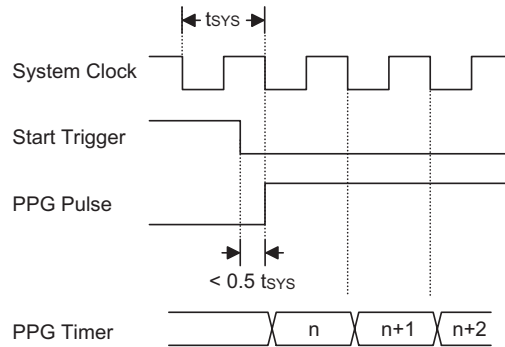 tSYS
System Clock
Start Trigger
PPG Pulse
< 0.5 tSYS
PPG Timer n n+1 n+2